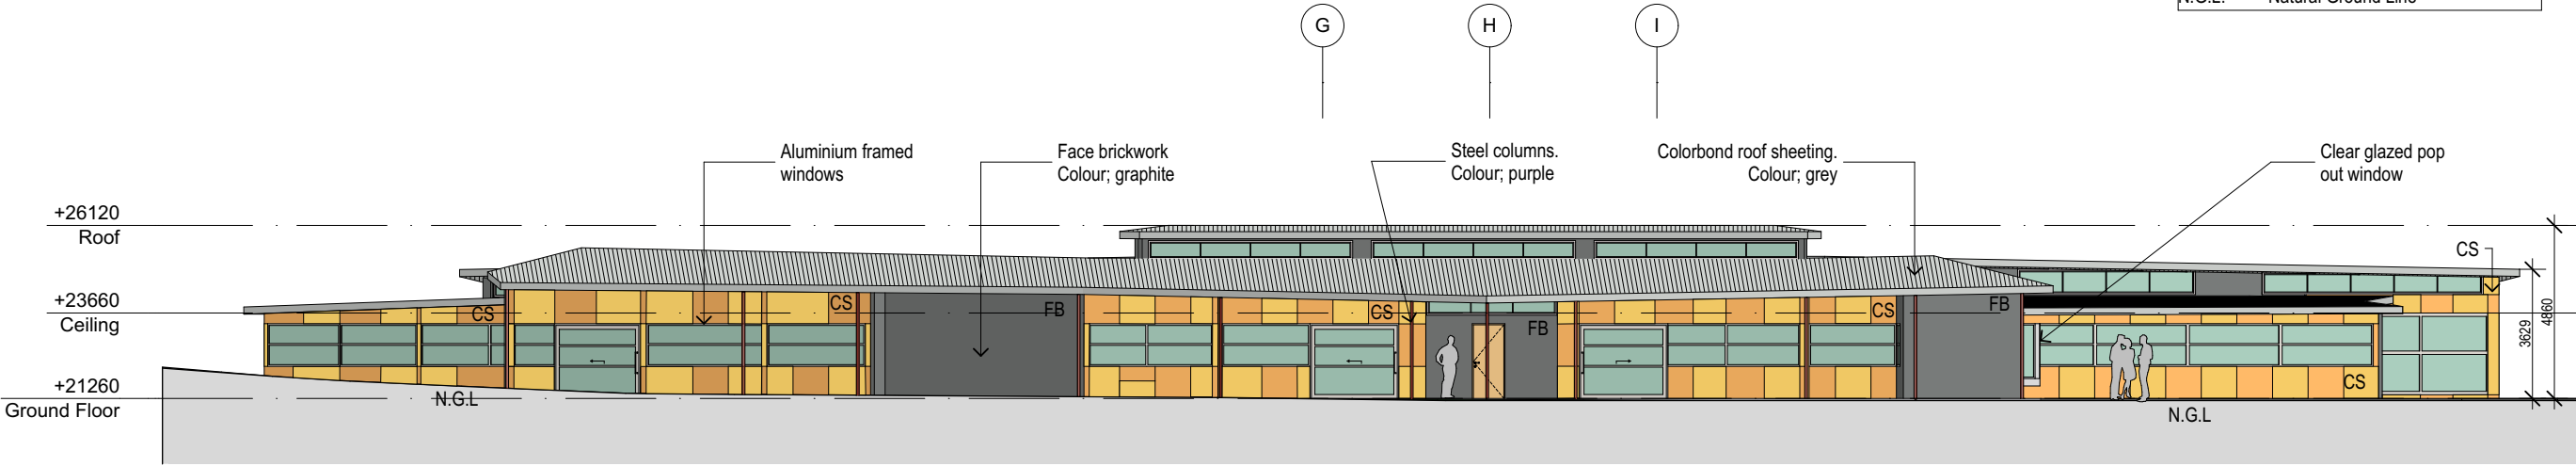 N.G.L. Natural Ground Line
G H I
Aluminium framed
windows
Face brickwork
Colour; graphite
Steel columns.
Colour; purple
Colorbond roof sheeting.
Colour; grey
Clear glazed pop
out window
+26120
Roof
CS
+23660
Ceiling
CS
CS
FB
CS
FB
CS
FB
3629
4860
+21260
Ground Floor
N.G.L
CS
N.G.L